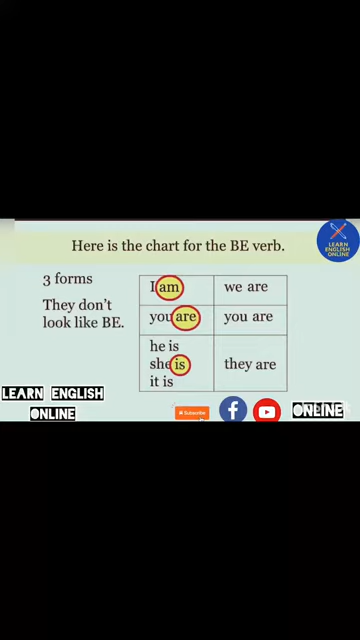 LEARN
ENGLISH
ONLINE
Here is the chart for the BE verb.
3 forms
They don't
look like BE.
I am
we are
you are
you are
he is
she is
it is
they are
LEARN ENGLISH
ONLINE
Subscribe
f
ONLINE